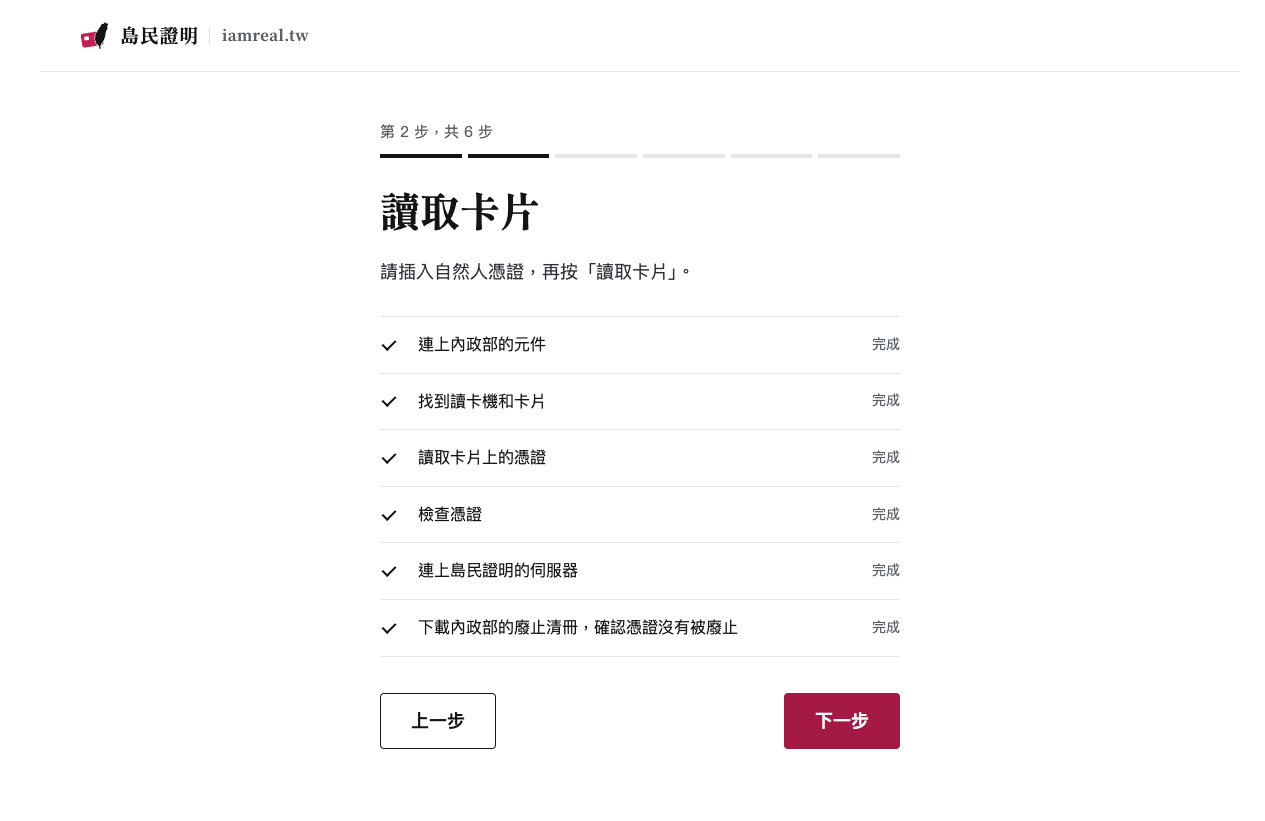 島民證明 iamreal.tw
第 2 步，共 6 步
讀取卡片
請插入自然人憑證，再按「讀取卡片」。
連上內政部的元件 完成
找到讀卡機和卡片 完成
讀取卡片上的憑證 完成
檢查憑證 完成
連上島民證明的伺服器 完成
下載內政部的廢止清冊，確認憑證沒有被廢止 完成
上一步 下一步